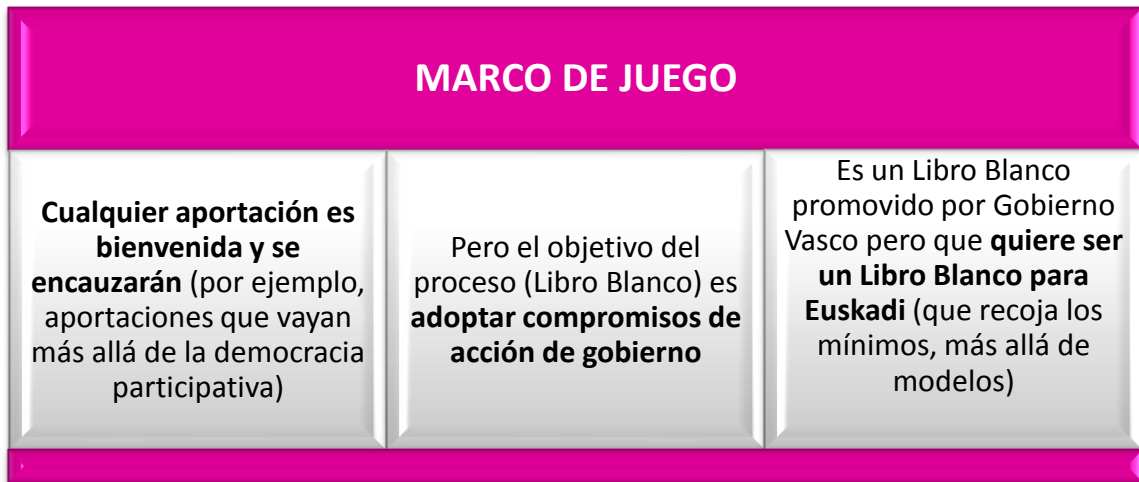 MARCO DE JUEGO
Cualquier aportación es
bienvenida y se
encauzarán (por ejemplo,
aportaciones que vayan
más allá de la democracia
participativa)
Pero el objetivo del
proceso (Libro Blanco) es
adoptar compromisos de
acción de gobierno
Es un Libro Blanco
promovido por Gobierno
Vasco pero que quiere ser
un Libro Blanco para
Euskadi (que recoja los
mínimos, más allá de
modelos)